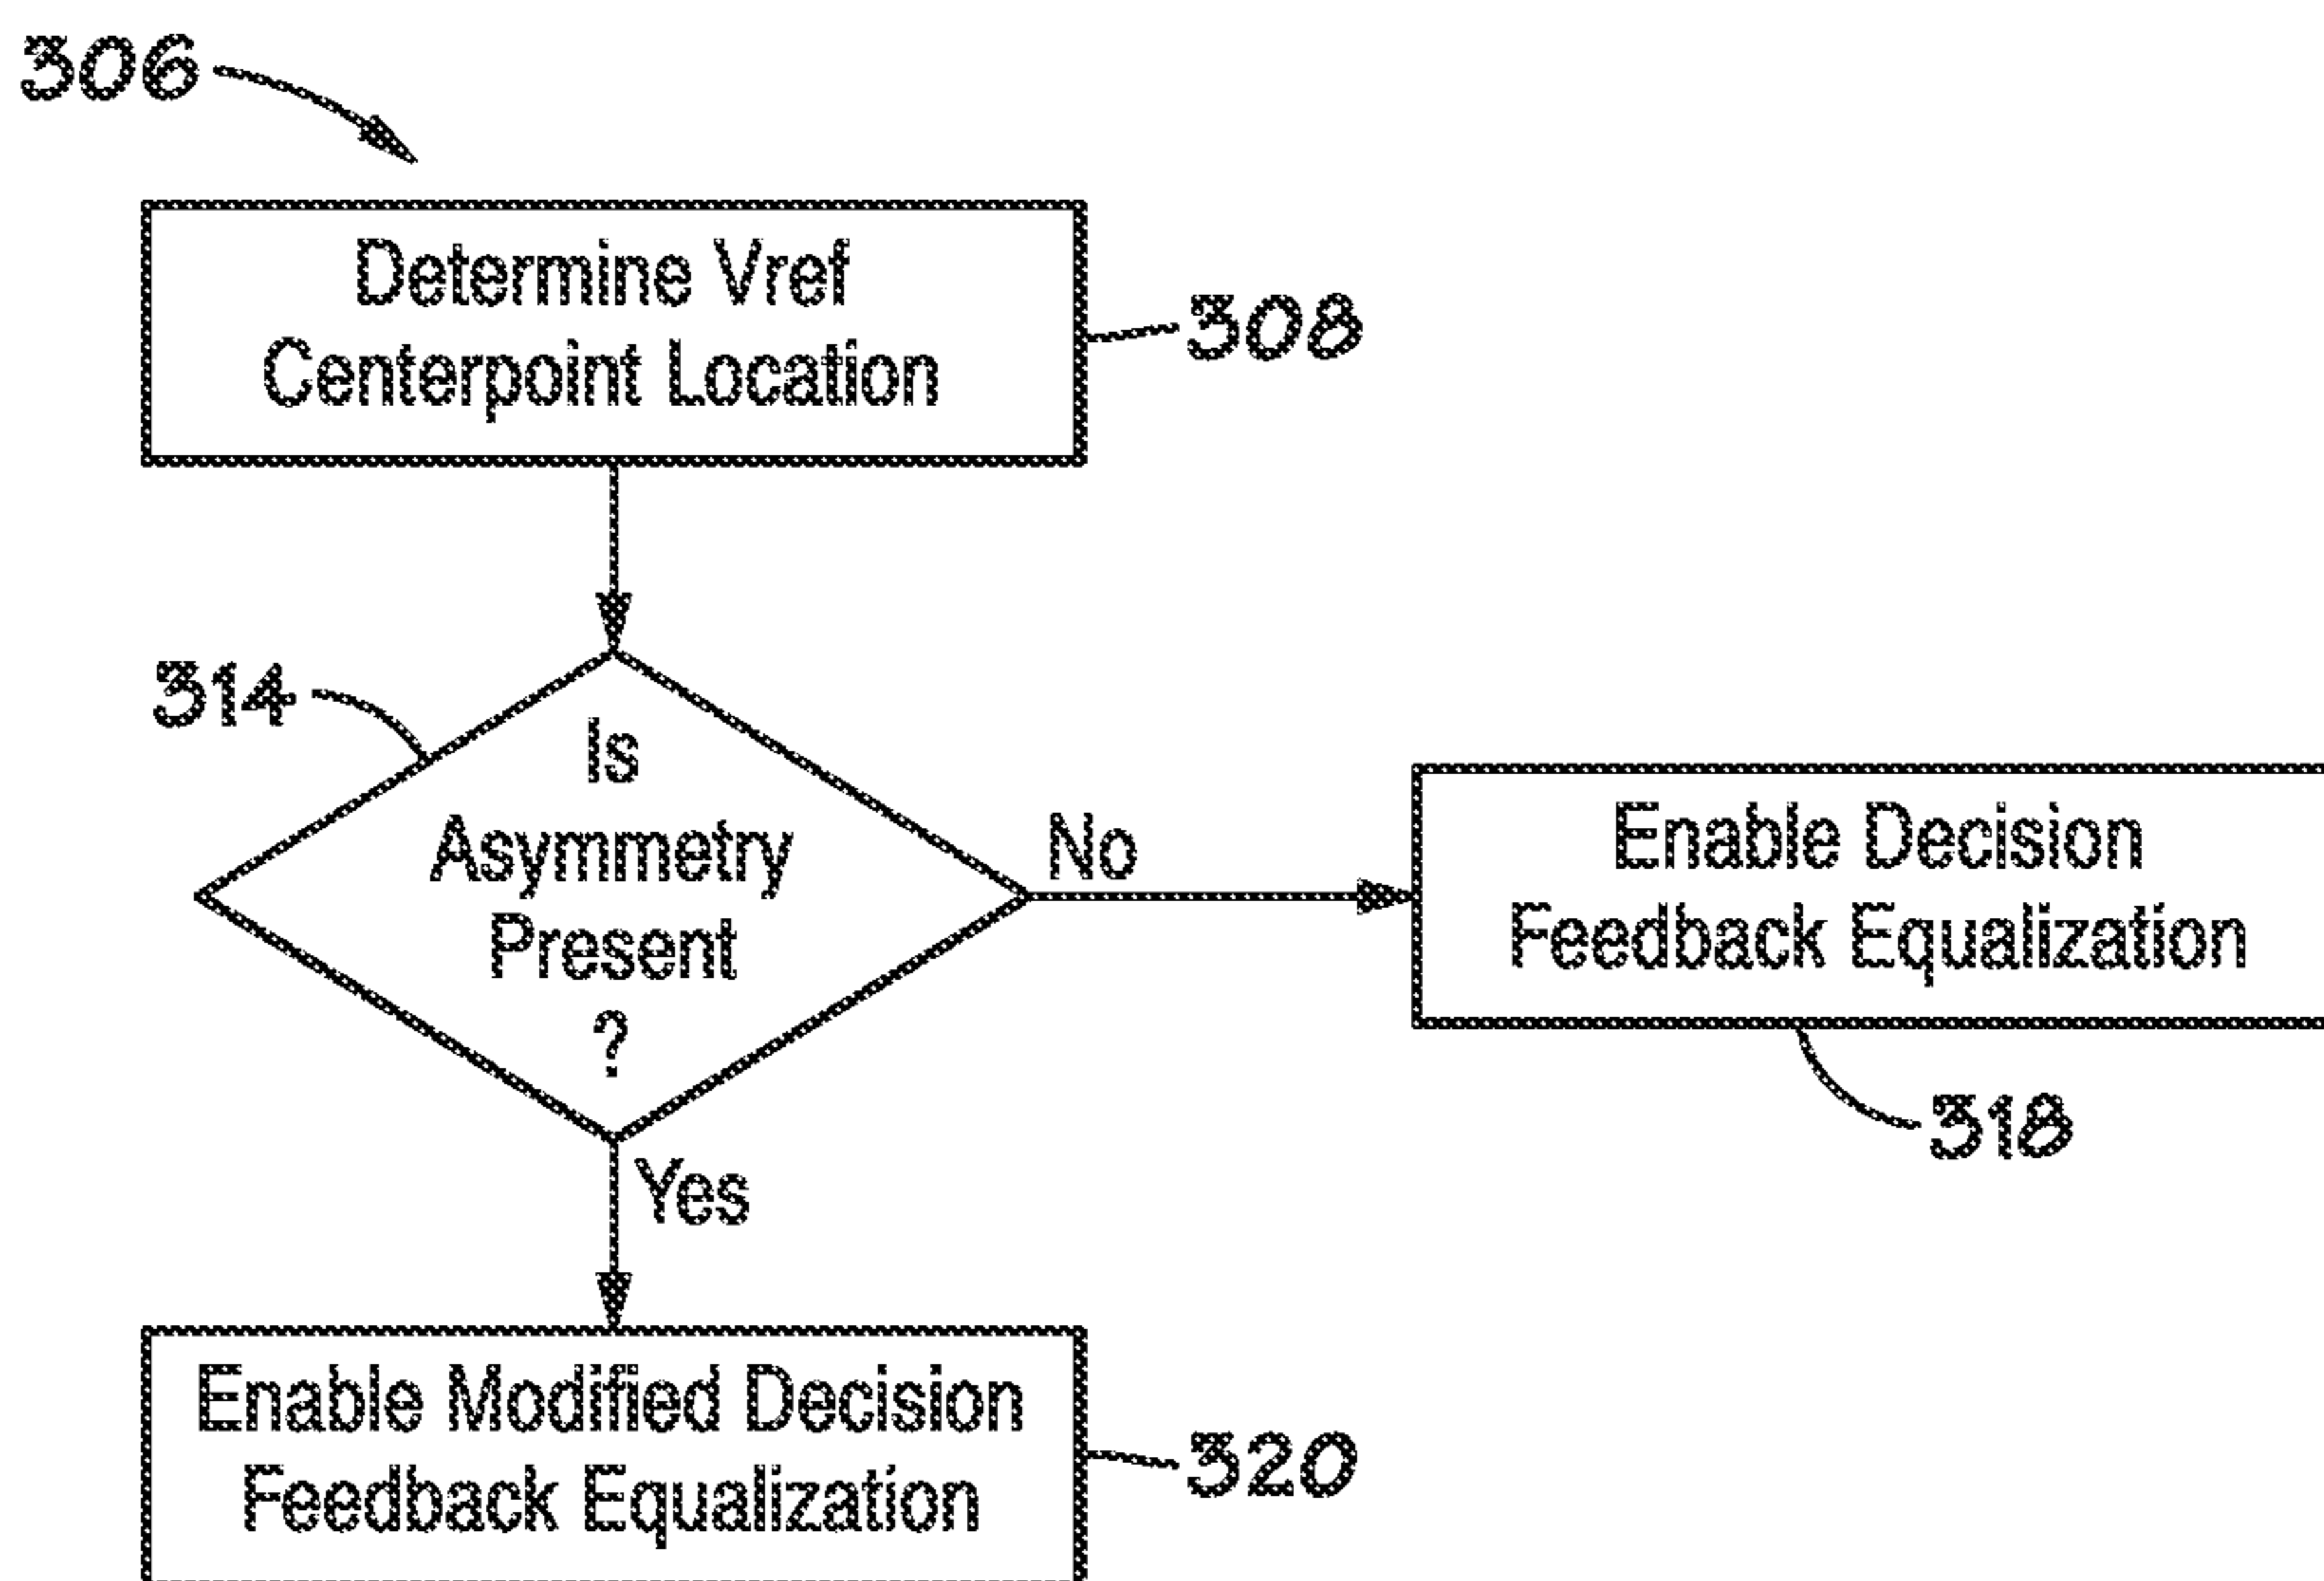 306
Determine Vref
Centerpoint Location
308
314
Is
Asymmetry
Present
?
No
Enable Decision
Feedback Equalization
318
Yes
Enable Modified Decision
Feedback Equalization
320